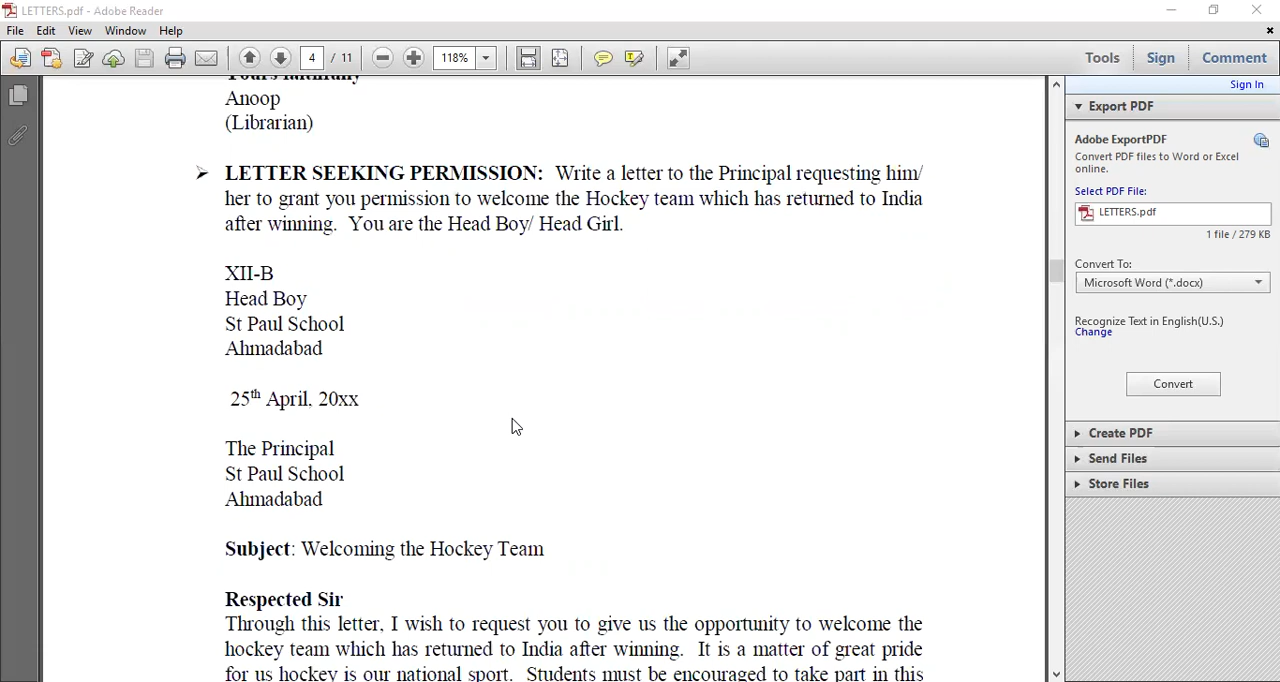 LETTERS.pdf - Adobe Reader
File Edit View Window Help
4 / 11 118% Tools Sign Comment
Sign In
Yours faithfully
Anoop
(Librarian)
➢ LETTER SEEKING PERMISSION: Write a letter to the Principal requesting him/
her to grant you permission to welcome the Hockey team which has returned to India
after winning. You are the Head Boy/ Head Girl.
XII-B
Head Boy
St Paul School
Ahmadabad
25th April, 20xx
The Principal
St Paul School
Ahmadabad
Subject: Welcoming the Hockey Team
Respected Sir
Through this letter, I wish to request you to give us the opportunity to welcome the
hockey team which has returned to India after winning. It is a matter of great pride
for us hockey is our national sport. Students must be encouraged to take part in this
Export PDF
Adobe ExportPDF
Convert PDF files to Word or Excel
online.
Select PDF File:
LETTERS.pdf
1 file / 279 KB
Convert To:
Microsoft Word (*.docx)
Recognize Text in English(U.S.)
Change
Convert
Create PDF
Send Files
Store Files